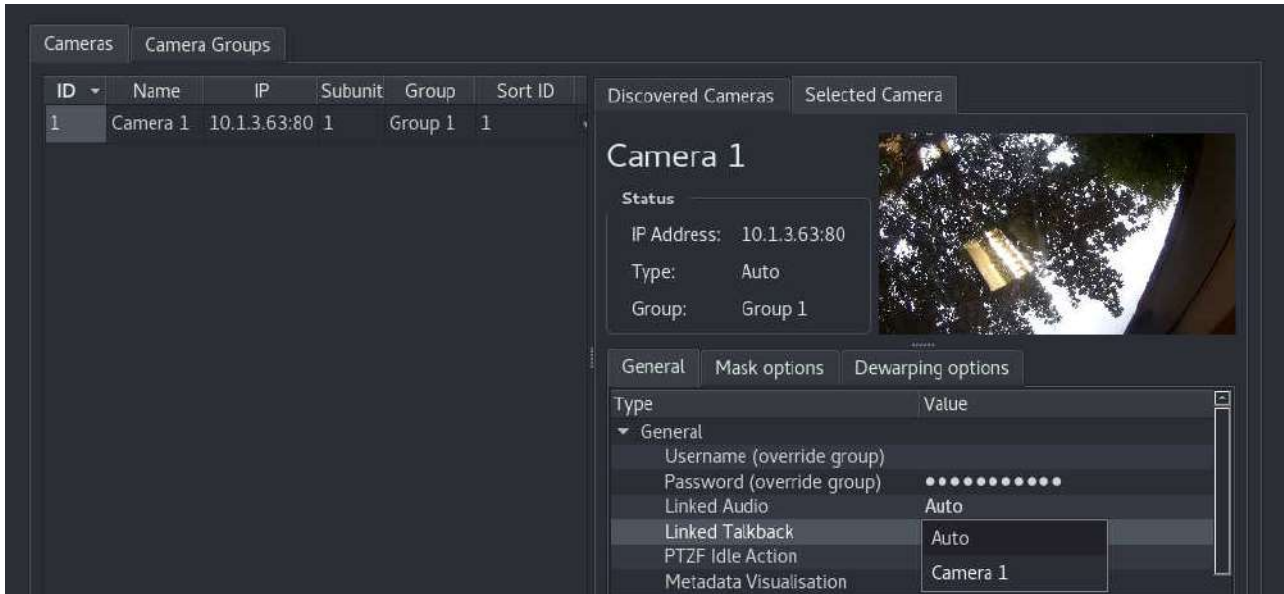 Cameras Camera Groups
ID Name IP Subunit Group Sort ID
1 Camera 1 10.1.3.63:80 1 Group 1 1
Discovered Cameras Selected Camera
Camera 1
Status
IP Address: 10.1.3.63:80
Type: Auto
Group: Group 1
General Mask options Dewarping options
Type Value
General
Username (override group)
Password (override group) ●●●●●●●●●●●
Linked Audio Auto
Linked Talkback
Auto
PTZF Idle Action
Camera 1
Metadata Visualisation